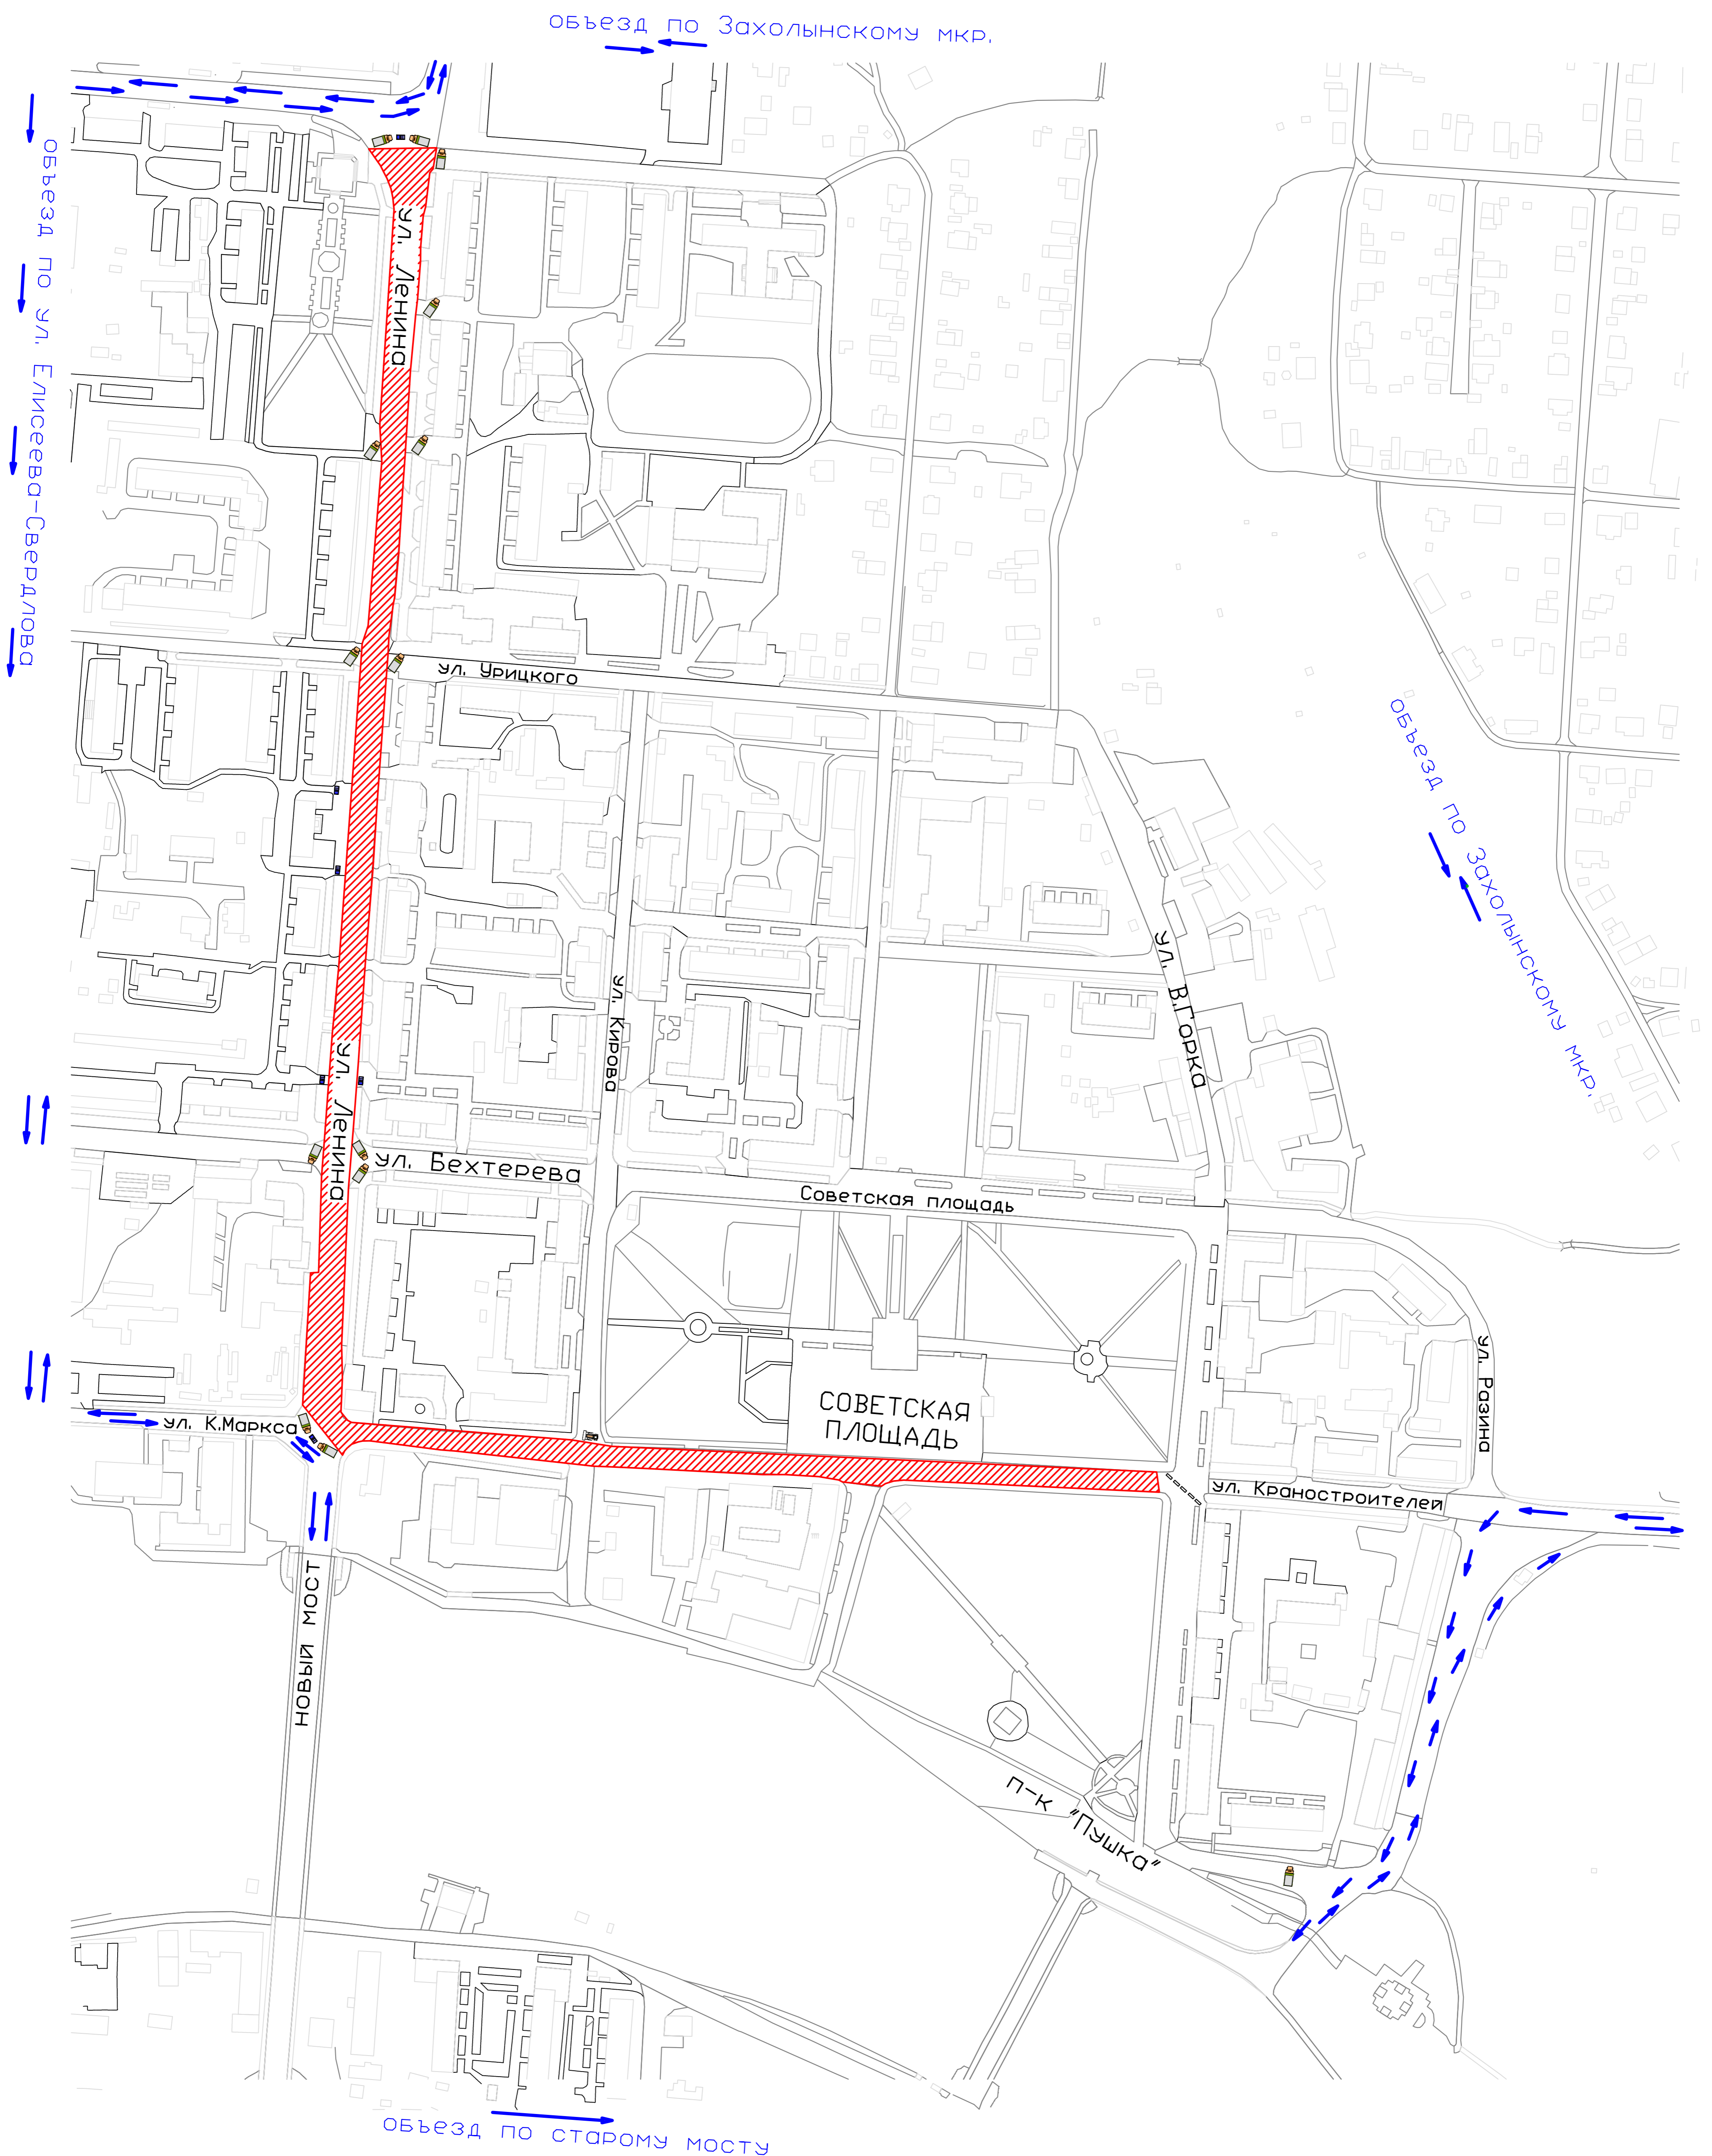 объезд по Захолынскому мкр.
объезд по ул. Елисеева-Свердлова
ул. Ленина
ул. Урицкого
объезд по Захолынскому мкр.
ул. В.Горка
ул. Кирова
ул. Ленина
ул. Бехтерева
Советская площадь
СОВЕТСКАЯ
ПЛОЩАДЬ
ул. Разина
ул. К.Маркса
ул. Краностроителей
НОВЫЙ МОСТ
п-к "Пушка"
объезд по старому мосту